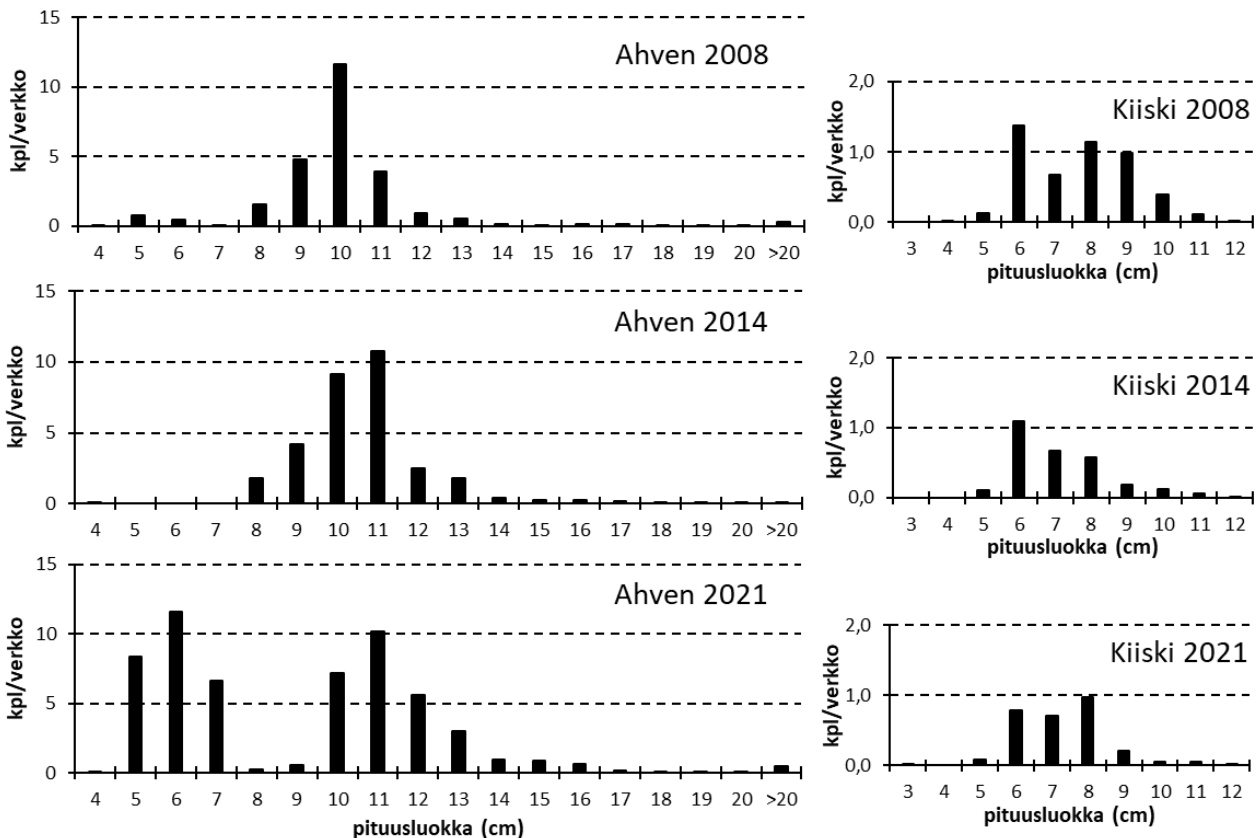 Ahven 2008
kpl/verkko
15
10
5
0
4 5 6 7 8 9 10 11 12 13 14 15 16 17 18 19 20 >20
Ahven 2014
kpl/verkko
15
10
5
0
4 5 6 7 8 9 10 11 12 13 14 15 16 17 18 19 20 >20
Ahven 2021
kpl/verkko
15
10
5
0
4 5 6 7 8 9 10 11 12 13 14 15 16 17 18 19 20 >20
pituusluokka (cm)
Kiiski 2008
kpl/verkko
2,0
1,0
0,0
3 4 5 6 7 8 9 10 11 12
pituusluokka (cm)
Kiiski 2014
kpl/verkko
2,0
1,0
0,0
3 4 5 6 7 8 9 10 11 12
pituusluokka (cm)
Kiiski 2021
kpl/verkko
2,0
1,0
0,0
3 4 5 6 7 8 9 10 11 12
pituusluokka (cm)